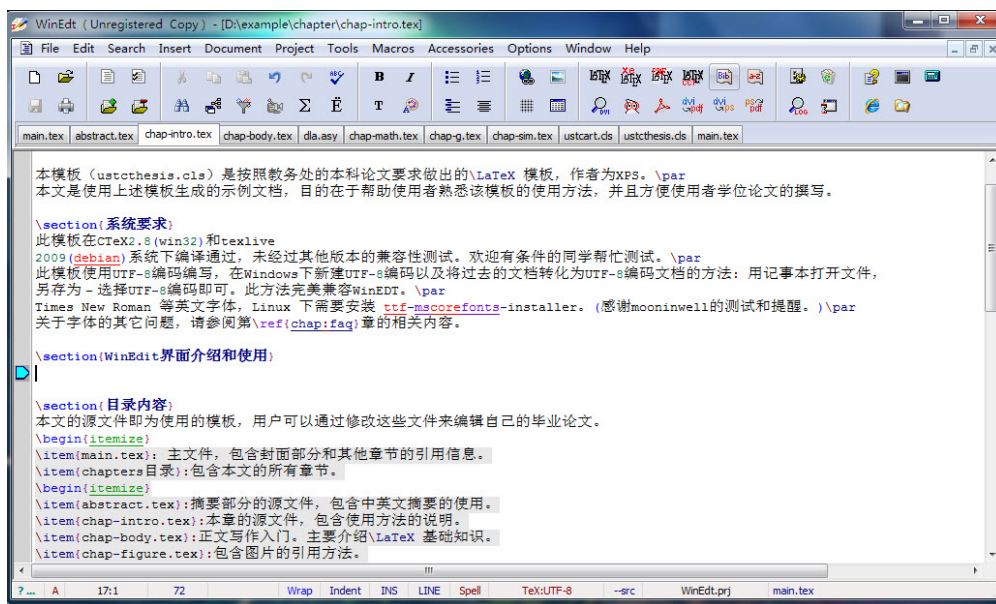 WinEdt (Unregistered Copy) - [D:\example\chapter\chap-intro.tex]
File Edit Search Insert Document Project Tools Macros Accessories Options Window Help
main.tex abstract.tex chap-intro.tex chap-body.tex dla.asy chap-math.tex chap-g.tex chap-sim.tex ustcart.cls ustcthesis.cls main.tex
本模板（ustcthesis.cls）是按照教务处的本科论文要求做出的\LaTeX 模板，作者为XPS。\par
本文是使用上述模板生成的示例文档，目的在于帮助使用者熟悉该模板的使用方法，并且方便使用者学位论文的撰写。
\section{系统要求}
此模板在CTeX2.8(win32)和texlive
2009(debian)系统下编译通过，未经过其他版本的兼容性测试。欢迎有条件的同学帮忙测试。\par
此模板使用UTF-8编码编写，在Windows下新建UTF-8编码以及将过去的文档转化为UTF-8编码文档的方法：用记事本打开文件，
另存为－选择UTF-8编码即可。此方法完美兼容WinEDT。\par
Times New Roman 等英文字体，Linux 下需要安装 ttf-mscorefonts-installer。(感谢mooninwell的测试和提醒。)\par
关于字体的其它问题，请参阅第\ref{chap:faq}章的相关内容。
\section{WinEdit界面介绍和使用}
\section{目录内容}
本文的源文件即为使用的模板，用户可以通过修改这些文件来编辑自己的毕业论文。
\begin{itemize}
\item{main.tex}: 主文件，包含封面部分和其他章节的引用信息。
\item{chapters目录}:包含本文的所有章节。
\begin{itemize}
\item{abstract.tex}:摘要部分的源文件，包含中英文摘要的使用。
\item{chap-intro.tex}:本章的源文件，包含使用方法的说明。
\item{chap-body.tex}:正文写作入门。主要介绍\LaTeX 基础知识。
\item{chap-figure.tex}:包含图片的引用方法。
?... A 17:1 72 Wrap Indent INS LINE Spell TeX:UTF-8 --src WinEdt.prj main.tex